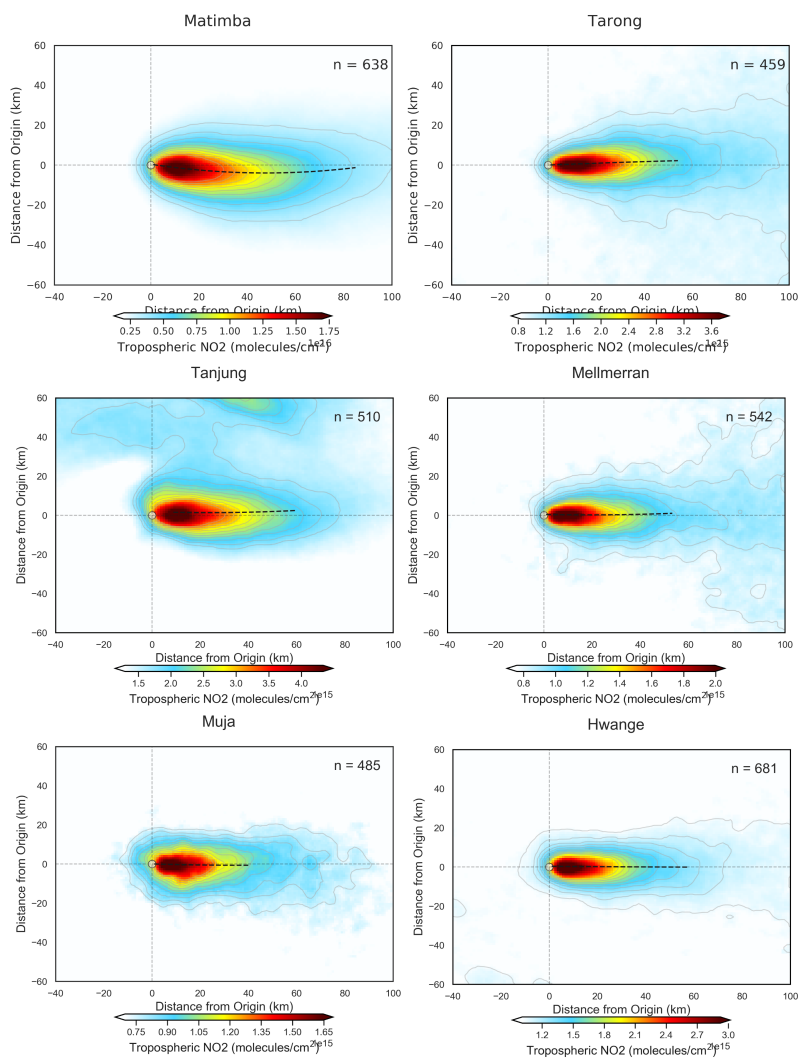 Matimba
Tarong
n = 638
n = 459
60
40
20
0
−20
−40
−60
Distance from Origin (km)
60
40
20
0
−20
−40
−60
Distance from Origin (km)
−40 −20 0 20 40 60 80 100
−40 −20 0 20 40 60 80 100
Distance from Origin (km)
Distance from Origin (km)
0.25 0.50 0.75 1.00 1.25 1.50 1.75
0.8 1.2 1.6 2.0 2.4 2.8 3.2 3.6
Tropospheric NO2 (molecules/cm²)
Tropospheric NO2 (molecules/cm²)
Tanjung
Mellmerran
n = 510
n = 542
60
40
20
0
−20
−40
−60
Distance from Origin (km)
60
40
20
0
−20
−40
−60
Distance from Origin (km)
−40 −20 0 20 40 60 80 100
−40 −20 0 20 40 60 80 100
Distance from Origin (km)
Distance from Origin (km)
1.5 2.0 2.5 3.0 3.5 4.0
0.8 1.0 1.2 1.4 1.6 1.8 2.0
Tropospheric NO2 (molecules/cm²)
Tropospheric NO2 (molecules/cm²)
Muja
Hwange
n = 485
n = 681
60
40
20
0
−20
−40
−60
Distance from Origin (km)
60
40
20
0
−20
−40
−60
Distance from Origin (km)
−40 −20 0 20 40 60 80 100
−40 −20 0 20 40 60 80 100
Distance from Origin (km)
Distance from Origin (km)
0.75 0.90 1.05 1.20 1.35 1.50 1.65
1.2 1.5 1.8 2.1 2.4 2.7 3.0
Tropospheric NO2 (molecules/cm²)
Tropospheric NO2 (molecules/cm²)